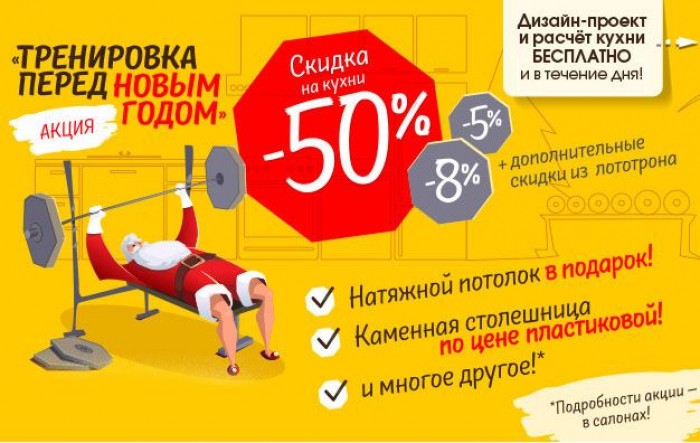 «ТРЕНИРОВКА
ПЕРЕД НОВЫМ
ГОДОМ»
АКЦИЯ
Скидка
на кухни
-50%
-5%
-8%
+ дополнительные
скидки из лототрона
Дизайн-проект
и расчёт кухни
БЕСПЛАТНО
и в течение дня!
Натяжной потолок в подарок!
Каменная столешница
по цене пластиковой!
и многое другое!*
*Подробности акции –
в салонах!